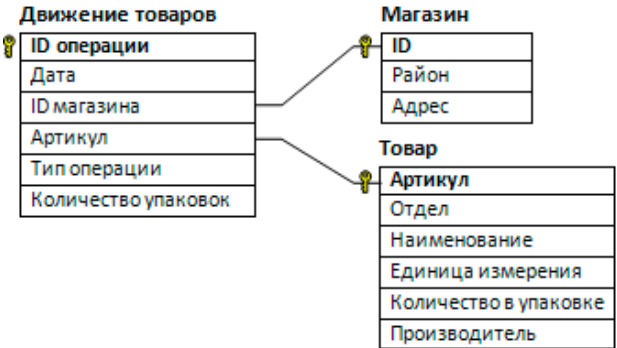 Движение товаров
ID операции
Дата
ID магазина
Артикул
Тип операции
Количество упаковок
Магазин
ID
Район
Адрес
Товар
Артикул
Отдел
Наименование
Единица измерения
Количество в упаковке
Производитель